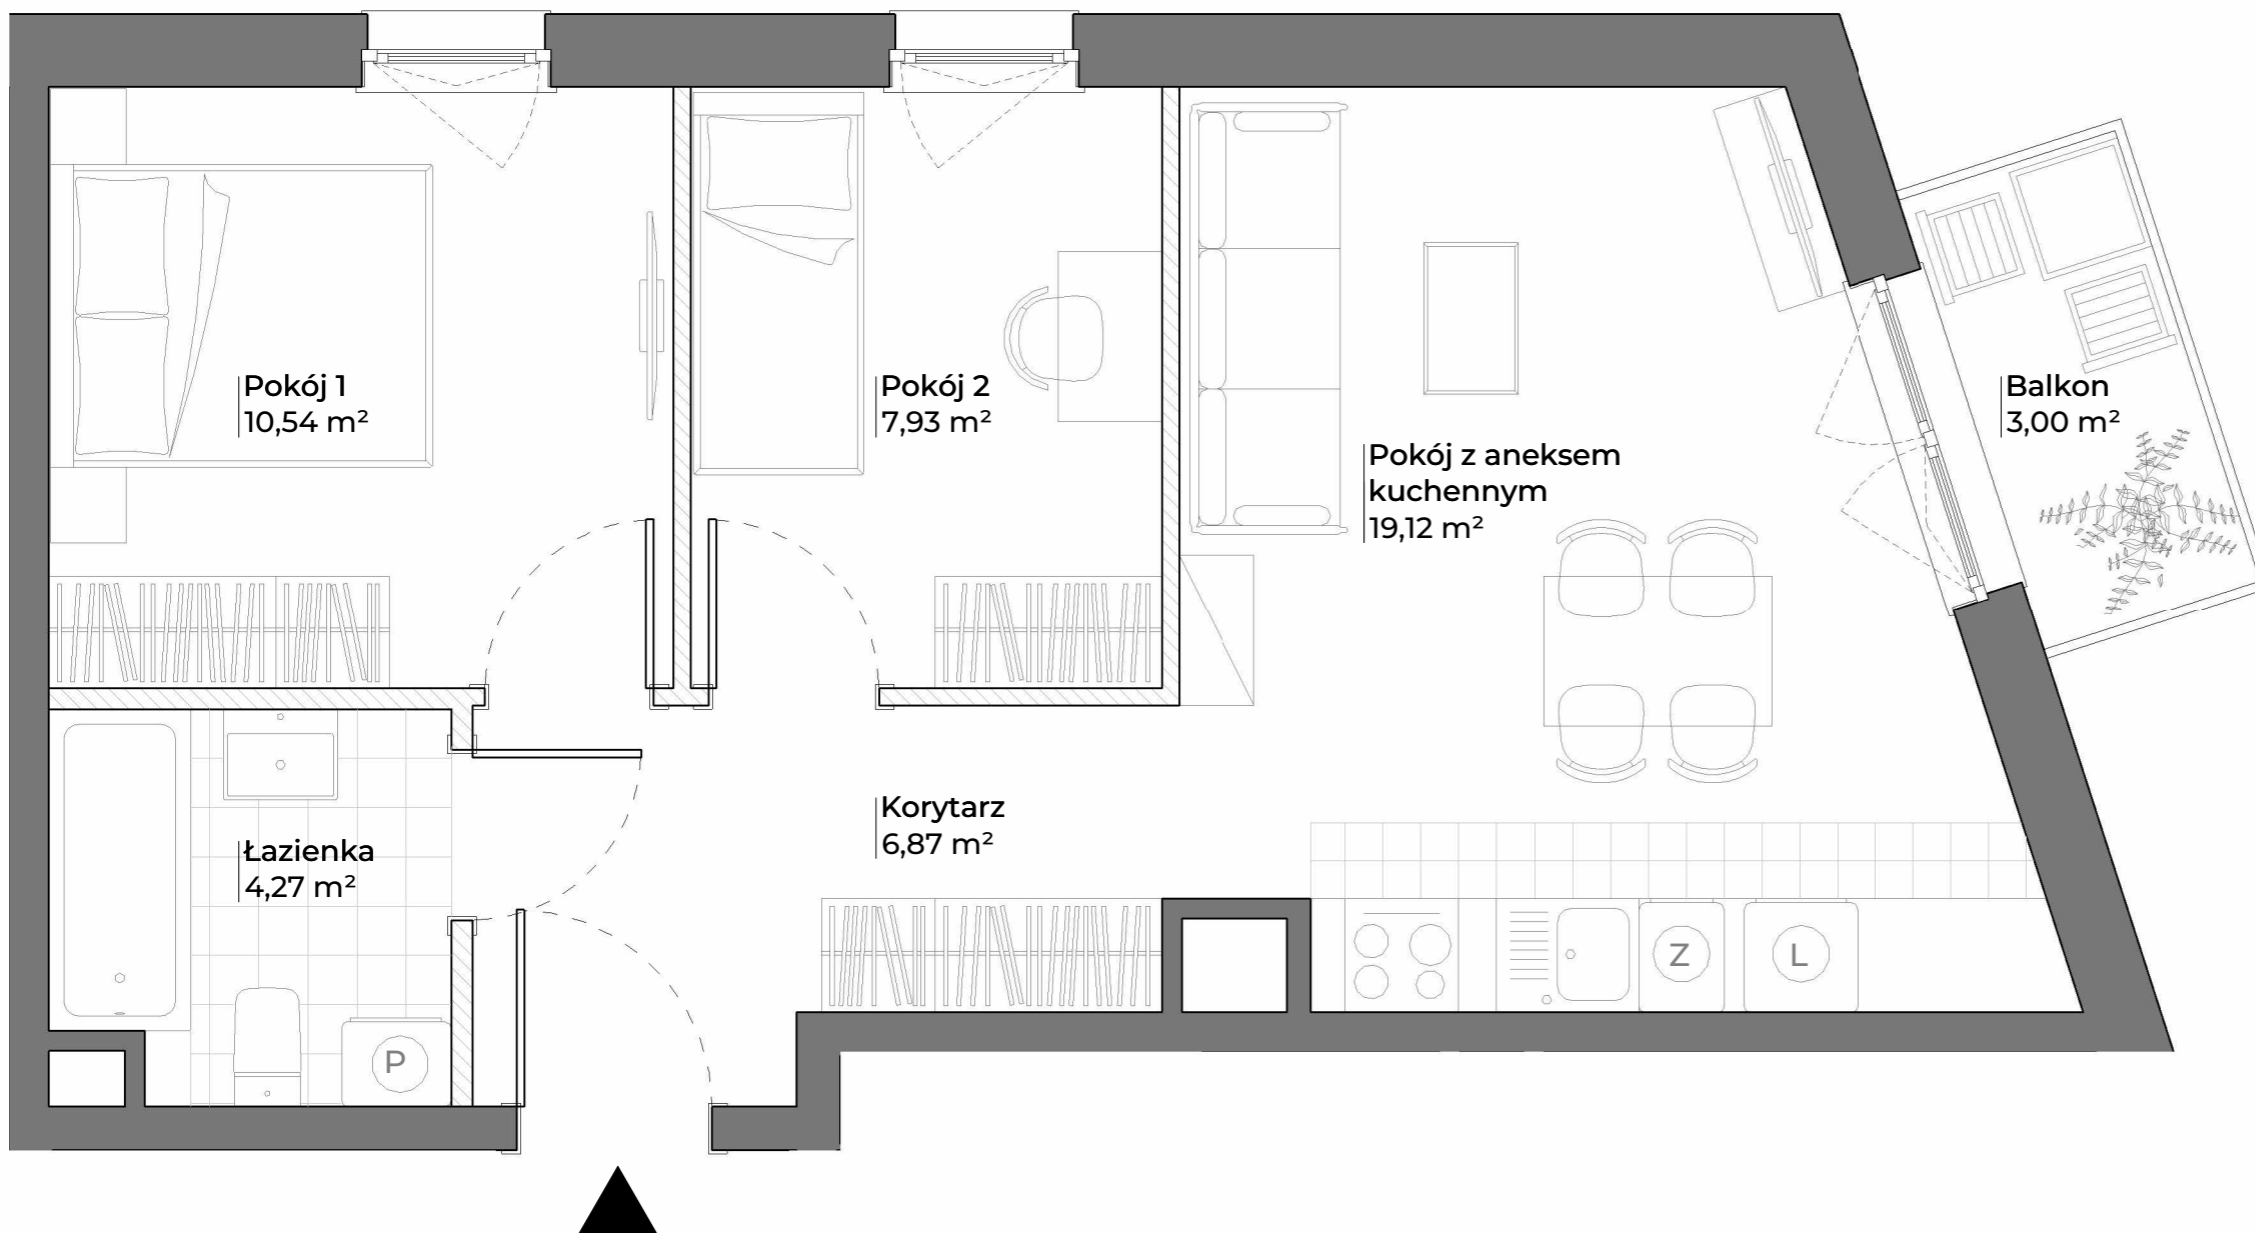 Pokój 1
10,54 m²
Pokój 2
7,93 m²
Balkon
3,00 m²
Pokój z aneksem
kuchennym
19,12 m²
Korytarz
6,87 m²
Łazienka
4,27 m²
Z
L
P